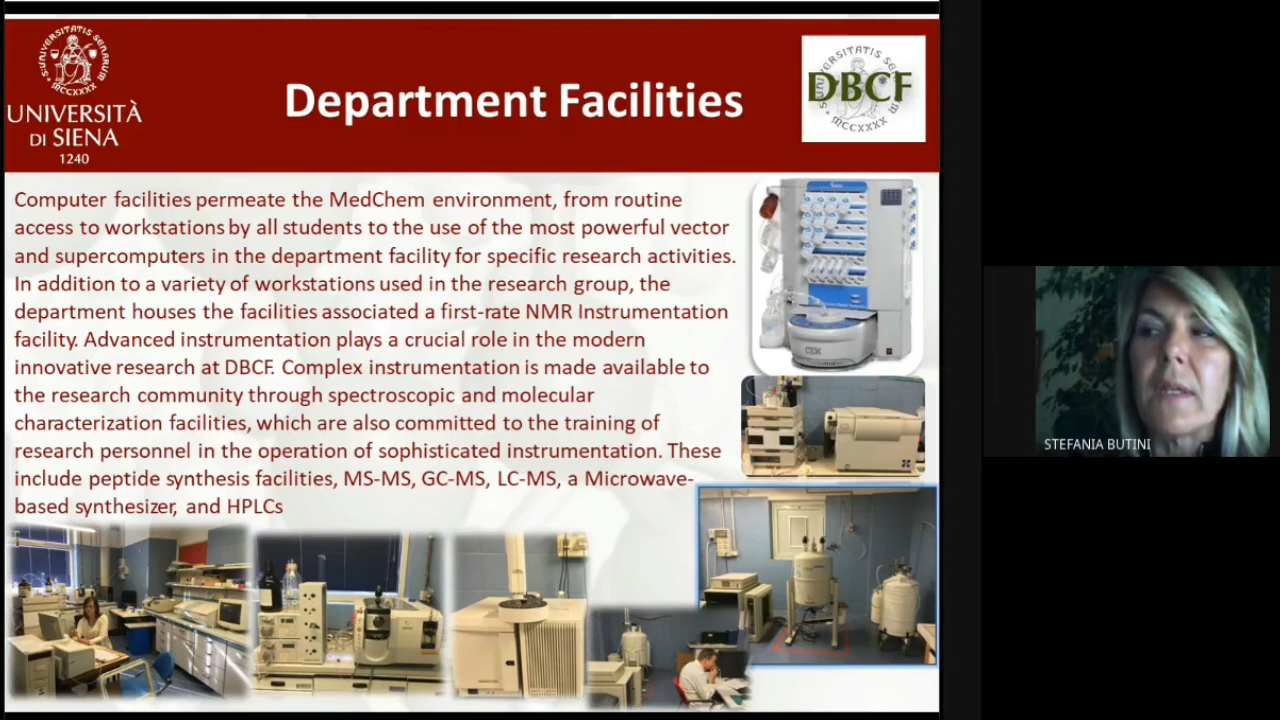 UNIVERSITÀ
DI SIENA
1240
Department Facilities
DBCF
MCCXXXX
Computer facilities permeate the MedChem environment, from routine
access to workstations by all students to the use of the most powerful vector
and supercomputers in the department facility for specific research activities.
In addition to a variety of workstations used in the research group, the
department houses the facilities associated a first-rate NMR Instrumentation
facility. Advanced instrumentation plays a crucial role in the modern
innovative research at DBCF. Complex instrumentation is made available to
the research community through spectroscopic and molecular
characterization facilities, which are also committed to the training of
research personnel in the operation of sophisticated instrumentation. These
include peptide synthesis facilities, MS-MS, GC-MS, LC-MS, a Microwave-
based synthesizer, and HPLCs
CEM
STEFANIA BUTINI